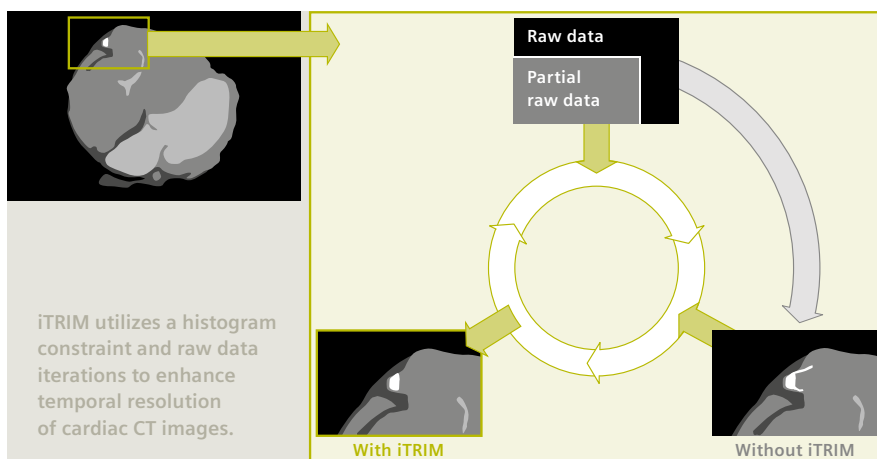 Raw data
Partial
raw data
iTRIM utilizes a histogram
constraint and raw data
iterations to enhance
temporal resolution
of cardiac CT images.
With iTRIM
Without iTRIM